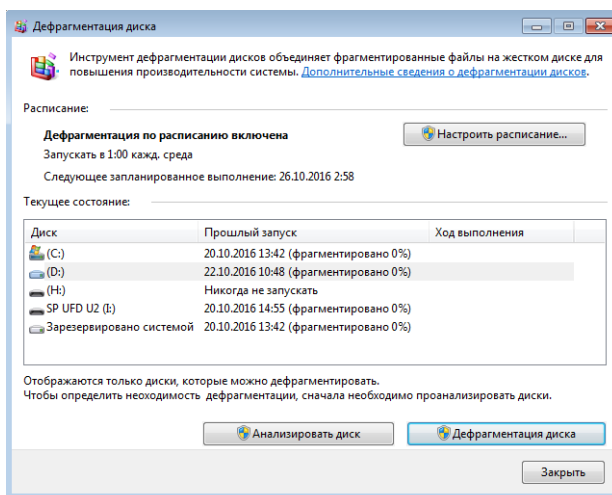 Дефрагментация диска
Инструмент дефрагментации дисков объединяет фрагментированные файлы на жестком диске для
повышения производительности системы. Дополнительные сведения о дефрагментации дисков.
Расписание:
Дефрагментация по расписанию включена
Настроить расписание...
Запускать в 1:00 кажд. среда
Следующее запланированное выполнение: 26.10.2016 2:58
Текущее состояние:
Диск Прошлый запуск Ход выполнения
(C:) 20.10.2016 13:42 (фрагментировано 0%)
(D:) 22.10.2016 10:48 (фрагментировано 0%)
(H:) Никогда не запускать
SP UFD U2 (I:) 20.10.2016 14:55 (фрагментировано 0%)
Зарезервировано системой 20.10.2016 13:42 (фрагментировано 0%)
Отображаются только диски, которые можно дефрагментировать.
Чтобы определить неоходимость дефрагментации, сначала необходимо проанализировать диски.
Анализировать диск Дефрагментация диска
Закрыть